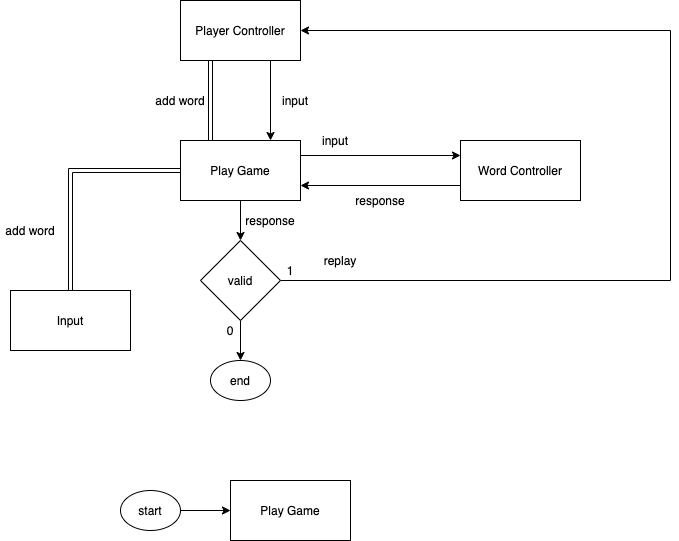 Player Controller
add word
input
input
Play Game
Word Controller
response
response
add word
replay
1
valid
Input
0
end
start
Play Game